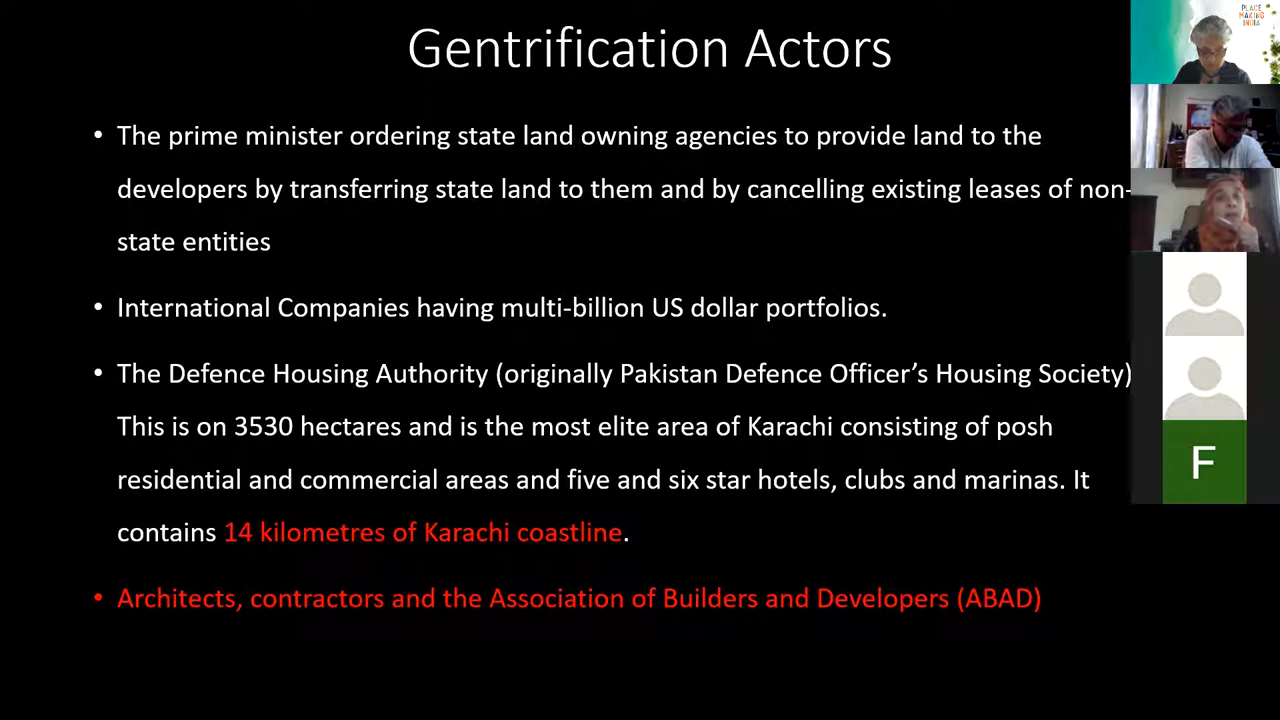 Gentrification Actors
PLACE
MAKING
INDIA
• The prime minister ordering state land owning agencies to provide land to the
developers by transferring state land to them and by cancelling existing leases of non-
state entities
• International Companies having multi-billion US dollar portfolios.
• The Defence Housing Authority (originally Pakistan Defence Officer’s Housing Society)
This is on 3530 hectares and is the most elite area of Karachi consisting of posh
residential and commercial areas and five and six star hotels, clubs and marinas. It
contains 14 kilometres of Karachi coastline.
• Architects, contractors and the Association of Builders and Developers (ABAD)
F